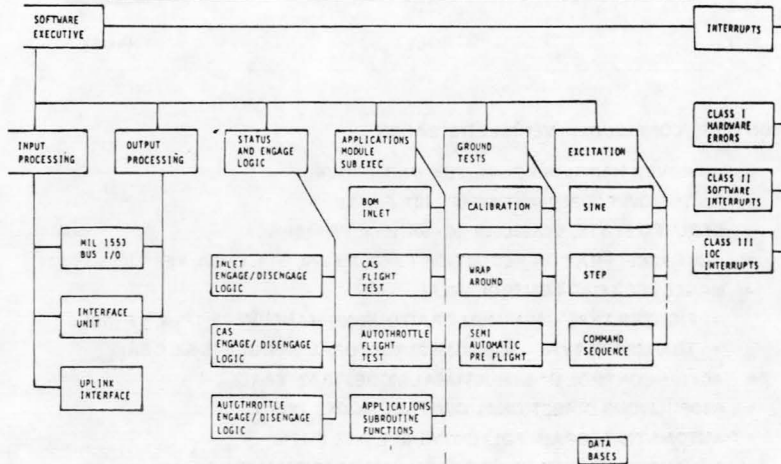 SOFTWARE
EXECUTIVE
INTERRUPTS
INPUT
PROCESSING
OUTPUT
PROCESSING
STATUS
AND ENGAGE
LOGIC
APPLICATIONS
MODULE
SUB EXEC
GROUND
TESTS
EXCITATION
CLASS I
HARDWARE
ERRORS
CLASS II
SOFTWARE
INTERRUPTS
CLASS III
IOC
INTERRUPTS
MIL 1553
BUS I/O
INTERFACE
UNIT
UPLINK
INTERFACE
INLET
ENGAGE/DISENGAGE
LOGIC
CAS
ENGAGE/DISENGAGE
LOGIC
AUTOTHROTTLE
ENGAGE/DISENGAGE
LOGIC
BOM
INLET
CAS
FLIGHT
TEST
AUTOTHROTTLE
FLIGHT
TEST
APPLICATIONS
SUBROUTINE
FUNCTIONS
CALIBRATION
WRAP
AROUND
SEMI
AUTOMATIC
PRE FLIGHT
SINE
STEP
COMMAND
SEQUENCE
DATA
BASES